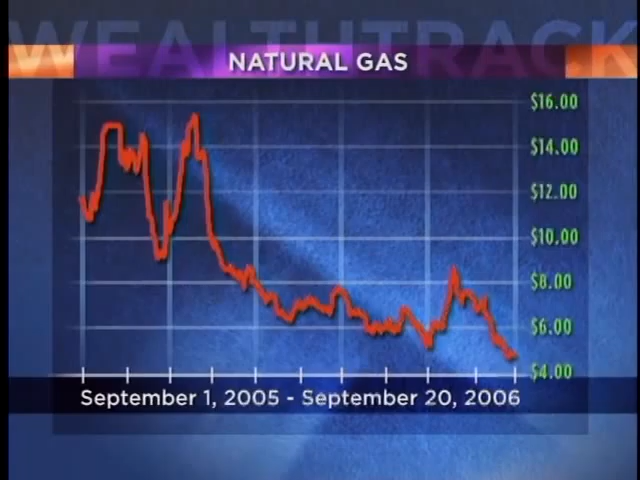 WEALTHTRACK
NATURAL GAS
$16.00
$14.00
$12.00
$10.00
$8.00
$6.00
$4.00
September 1, 2005 - September 20, 2006